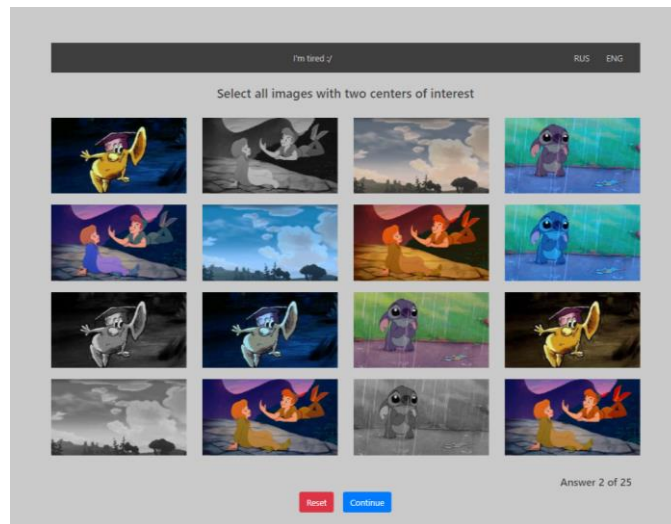 I'm tired :/ RUS ENG
Select all images with two centers of interest
Answer 2 of 25
Reset Continue